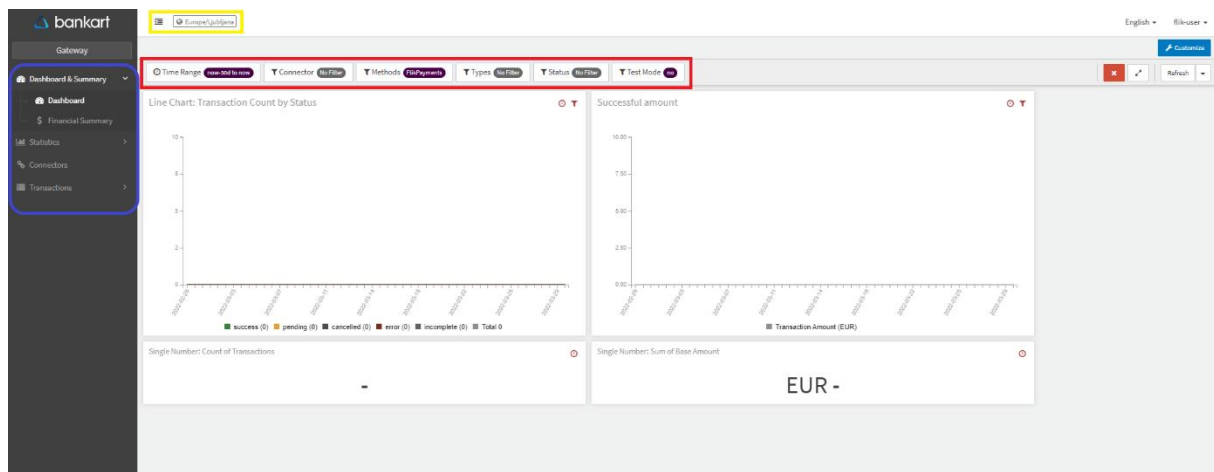 bankart
Europe/Ljubljana
English
flik-user
Gateway
Customize
Dashboard & Summary
Dashboard
$ Financial Summary
Statistics
Connectors
Transactions
Time Range now-30d to now
Connector No Filter
Methods FlikPayments
Types No Filter
Status No Filter
Test Mode no
Refresh
Line Chart: Transaction Count by Status
10
8
5
2
0
success (0) pending (0) cancelled (0) error (0) incomplete (0) Total 0
Successful amount
10.00
7.50
5.00
2.50
0.00
Transaction Amount (EUR)
Single Number: Count of Transactions
-
Single Number: Sum of Base Amount
EUR -